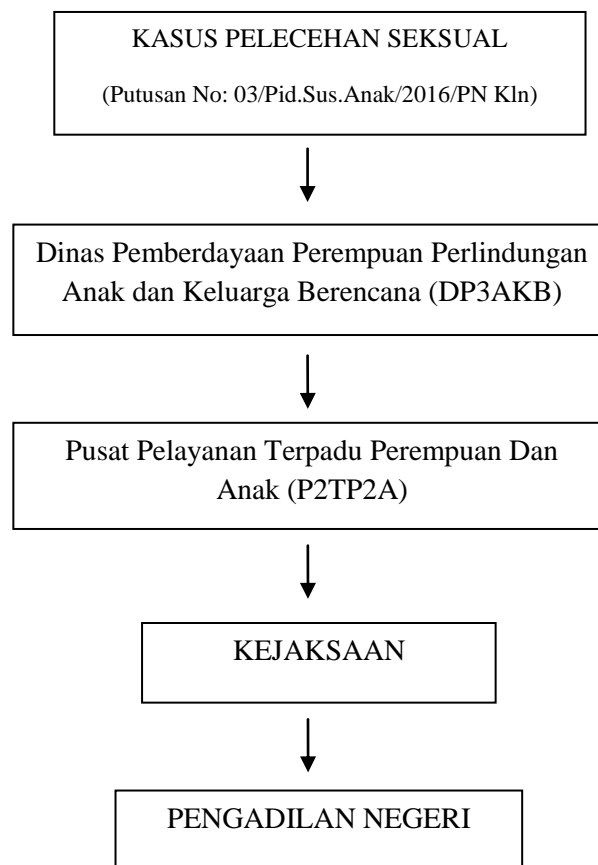 KASUS PELECEHAN SEKSUAL
(Putusan No: 03/Pid.Sus.Anak/2016/PN Kln)
Dinas Pemberdayaan Perempuan Perlindungan
Anak dan Keluarga Berencana (DP3AKB)
Pusat Pelayanan Terpadu Perempuan Dan
Anak (P2TP2A)
KEJAKSAAN
PENGADILAN NEGERI